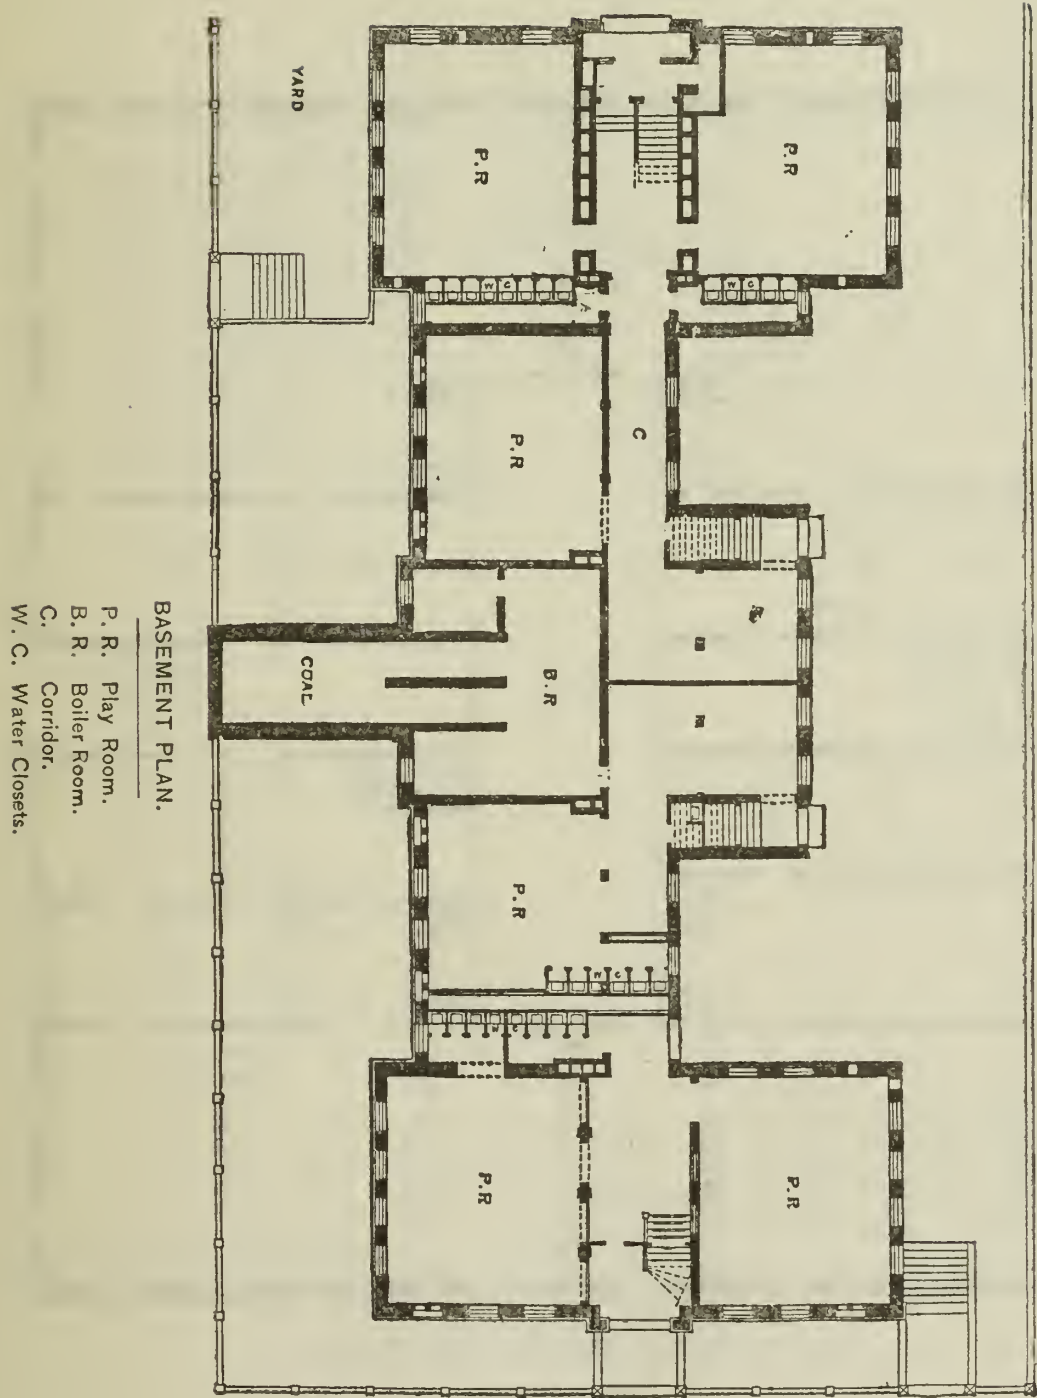 P.R
P.R
W C
C
W C
B.R
P.R
P.R
W C
W C
P.R
P.R
COAL
YARD
BASEMENT PLAN.
P. R. Play Room.
B. R. Boiler Room.
C. Corridor.
W. C. Water Closets.